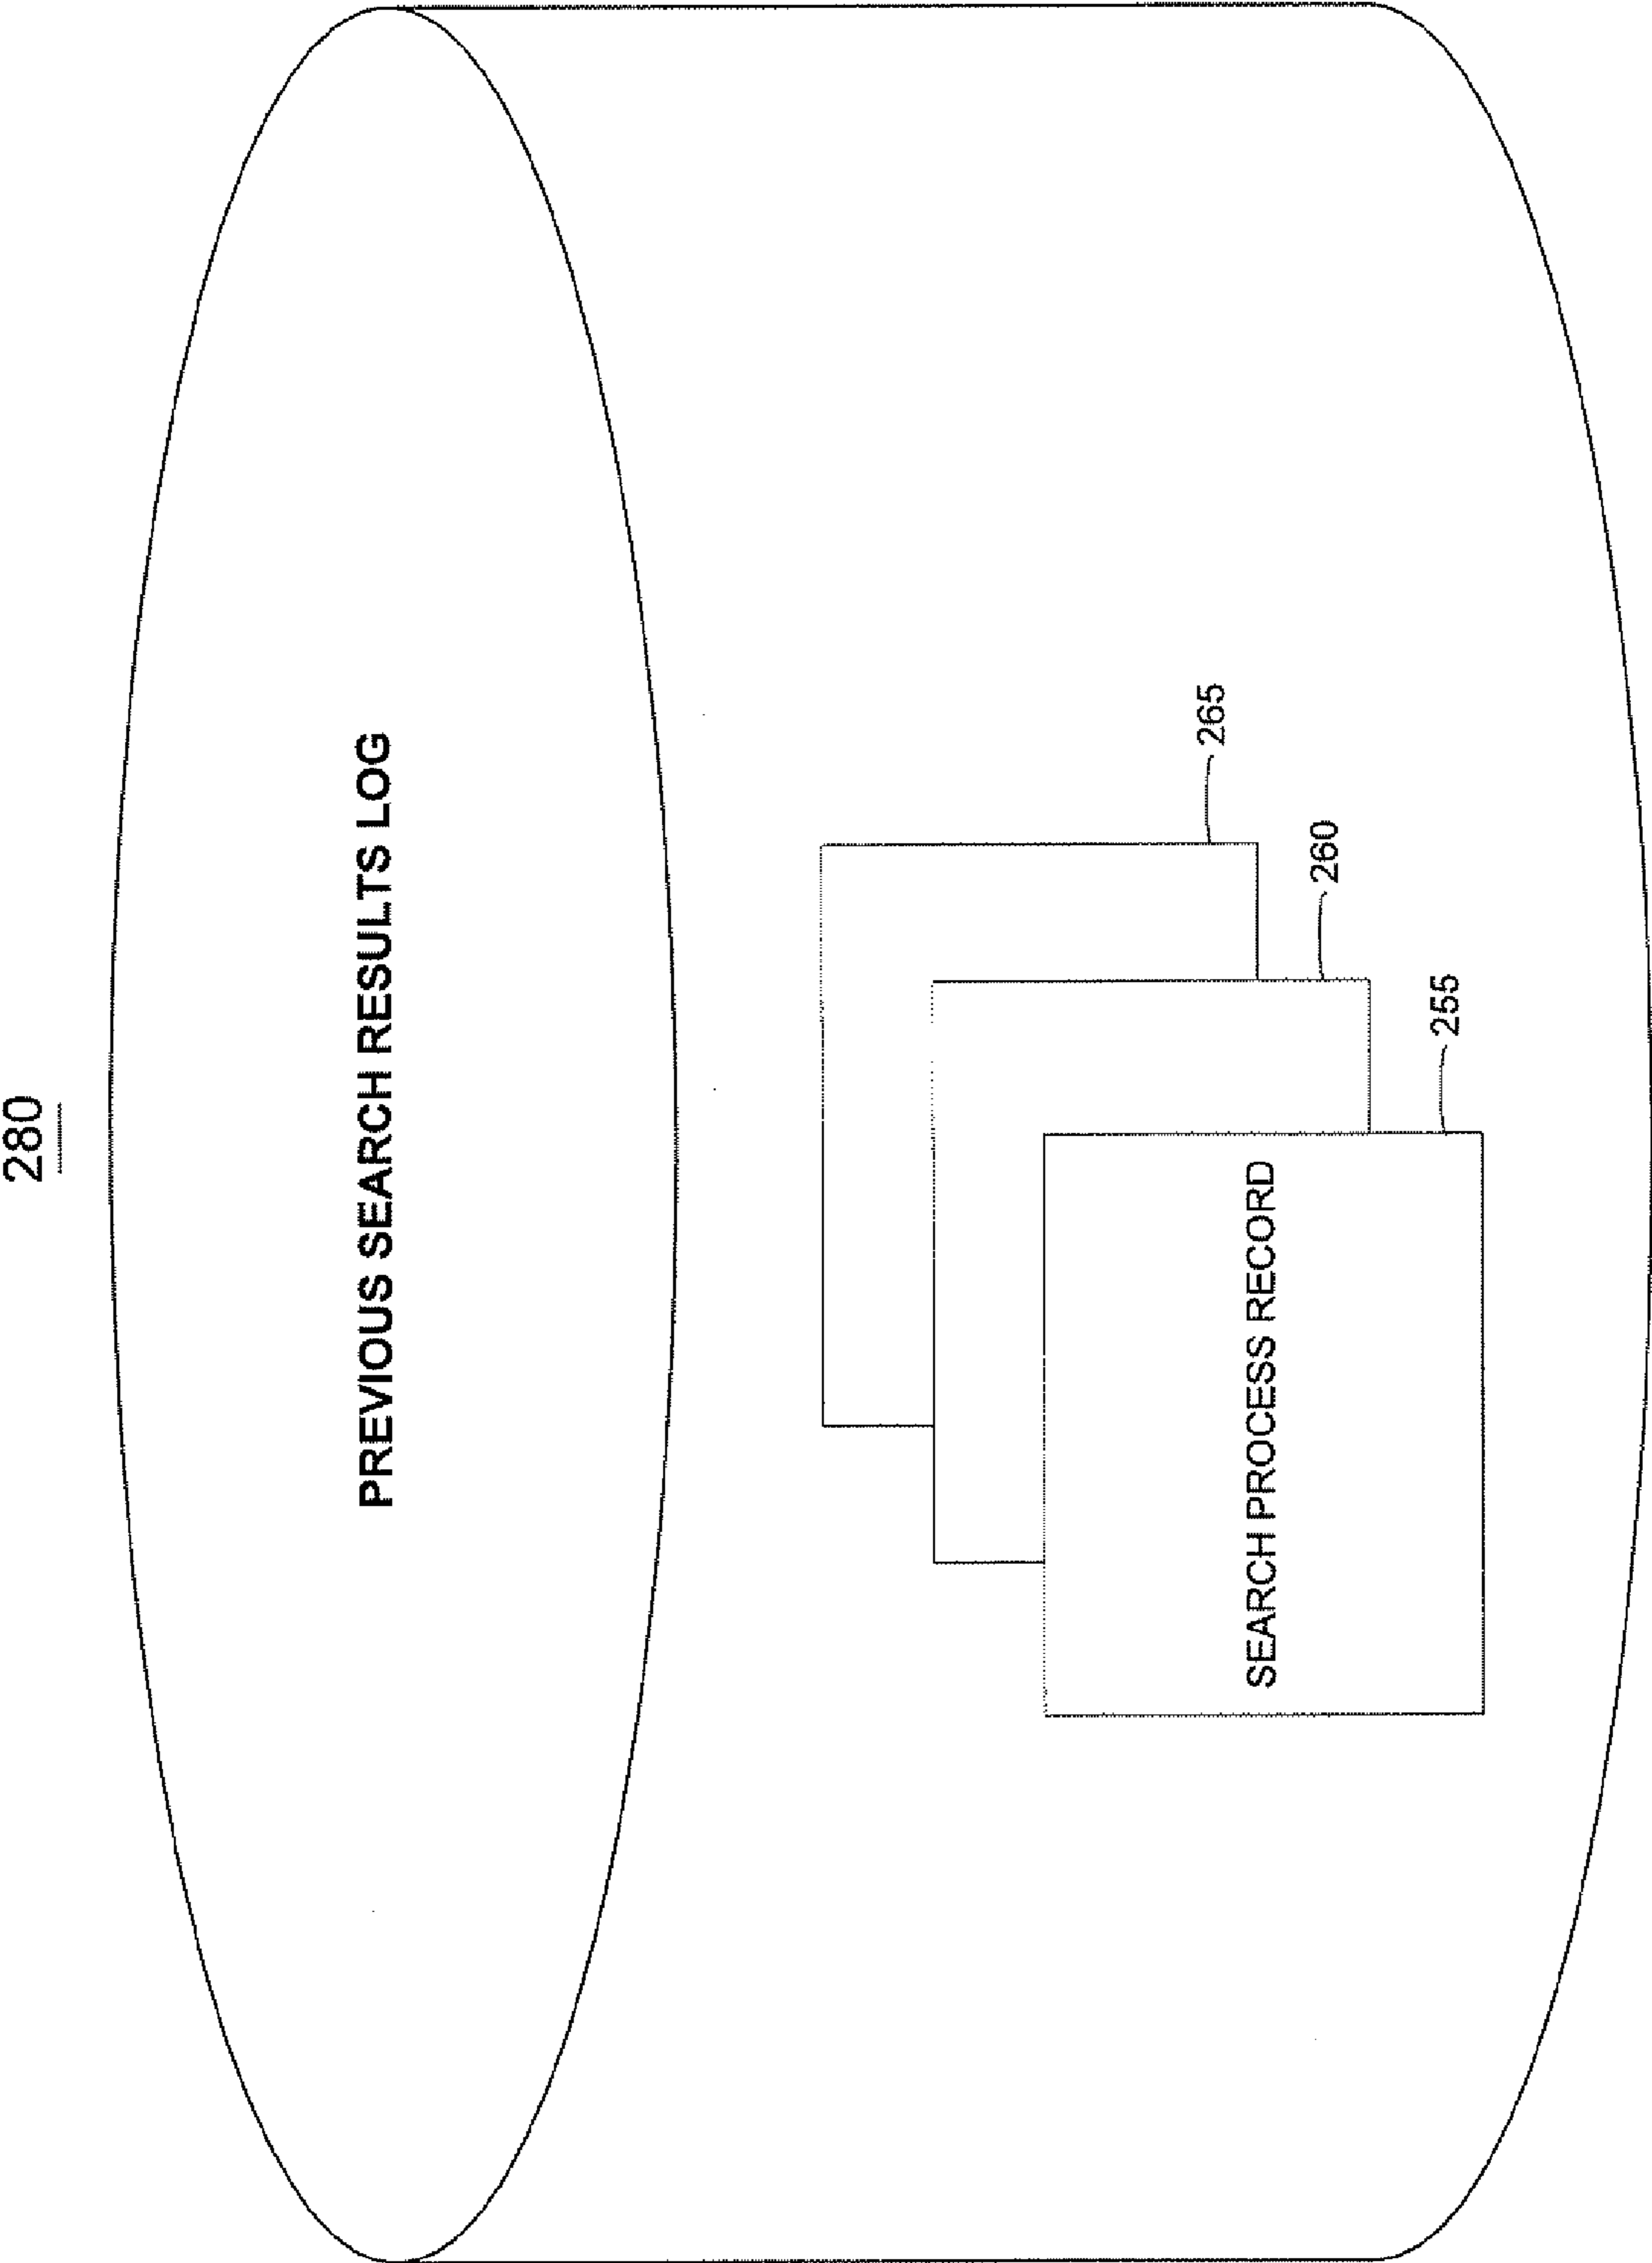 280
PREVIOUS SEARCH RESULTS LOG
265
260
255
SEARCH PROCESS RECORD